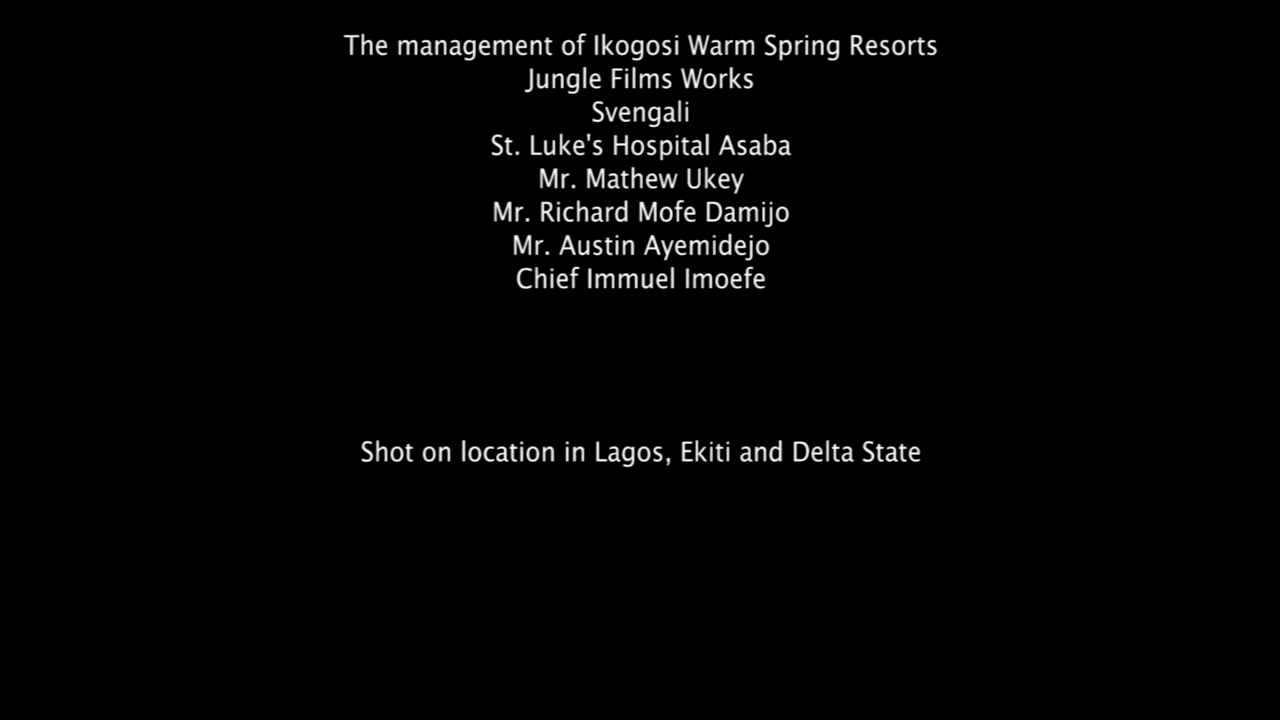 The management of Ikogosi Warm Spring Resorts
Jungle Films Works
Svengali
St. Luke's Hospital Asaba
Mr. Mathew Ukey
Mr. Richard Mofe Damijo
Mr. Austin Ayemidejo
Chief Immuel Imoefe
Shot on location in Lagos, Ekiti and Delta State